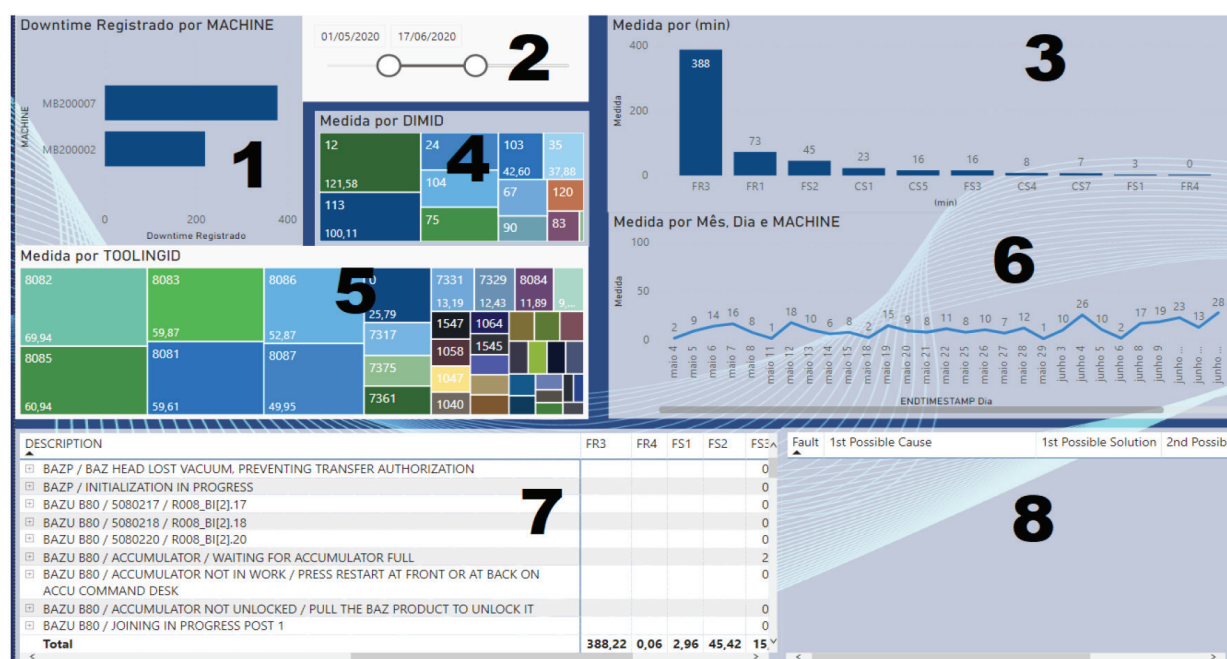 Downtime Registrado por MACHINE
MACHINE
MB200007
MB200002
0 200 400
Downtime Registrado
1
01/05/2020 17/06/2020
2
Medida por (min)
Medida
400
200
0
388 73 45 23 16 16 8 7 3 0
FR3 FR1 FS2 CS1 CS5 FS3 CS4 CS7 FS1 FR4
(min)
3
Medida por DIMID
12 24 103 35
121,58 42,60 37,88
104 67 120
113 75 90 83
100,11
4
Medida por TOOLINGID
8082 8083 8086 0 7331 7329 8084
69,94 59,87 52,87 25,79 13,19 12,43 11,89 9,...
7317 1547 1064
8085 8081 8087 7375 1058 1545
60,94 59,61 49,95 7361 1047
1040
5
Medida por Mês, Dia e MACHINE
Medida
100
50
0
2 9 14 16 8 1 18 10 6 8 2 15 9 8 11 8 10 7 12 1 10 26 10 2 17 19 23 13 28
maio 4 maio 5 maio 6 maio 7 maio 8 maio 11 maio 12 maio 13 maio 14 maio 15 maio 18 maio 19 maio 20 maio 21 maio 22 maio 25 maio 26 maio 27 maio 28 maio 29 junho 1 junho 3 junho 4 junho 5 junho 6 junho 8 junho 9 junho ... junho ... junho ...
ENDTIMESTAMP Dia
6
DESCRIPTION FR3 FR4 FS1 FS2 FS3
BAZP / BAZ HEAD LOST VACUUM, PREVENTING TRANSFER AUTHORIZATION 0
BAZP / INITIALIZATION IN PROGRESS 0
BAZU B80 / 5080217 / R008_BI[2].17 0
BAZU B80 / 5080218 / R008_BI[2].18 0
BAZU B80 / 5080220 / R008_BI[2].20 0
BAZU B80 / ACCUMULATOR / WAITING FOR ACCUMULATOR FULL 2
BAZU B80 / ACCUMULATOR NOT IN WORK / PRESS RESTART AT FRONT OR AT BACK ON 0
ACCU COMMAND DESK
BAZU B80 / ACCUMULATOR NOT UNLOCKED / PULL THE BAZ PRODUCT TO UNLOCK IT 0
BAZU B80 / JOINING IN PROGRESS POST 1 0
Total 388,22 0,06 2,96 45,42 15,
7
Fault 1st Possible Cause 1st Possible Solution 2nd Possib
8